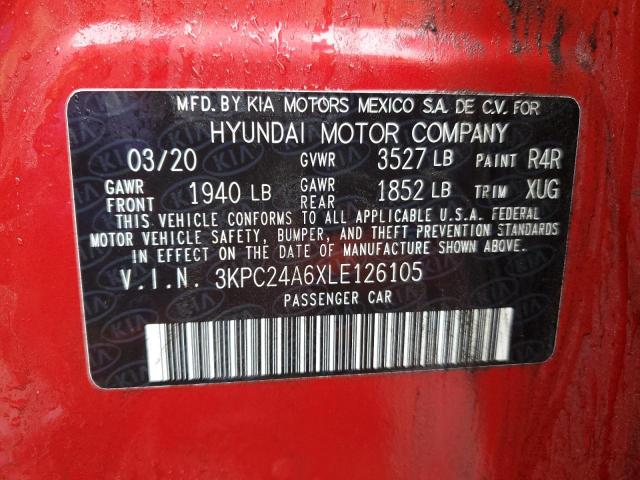 MFD. BY KIA MOTORS MEXICO S.A. DE C.V. FOR
HYUNDAI MOTOR COMPANY
03/20 GVWR 3527 LB PAINT R4R
GAWR FRONT 1940 LB GAWR REAR 1852 LB TRIM XUG
THIS VEHICLE CONFORMS TO ALL APPLICABLE U.S.A. FEDERAL
MOTOR VEHICLE SAFETY, BUMPER, AND THEFT PREVENTION STANDARDS
IN EFFECT ON THE DATE OF MANUFACTURE SHOWN ABOVE.
V.I.N. 3KPC24A6XLE126105
PASSENGER CAR